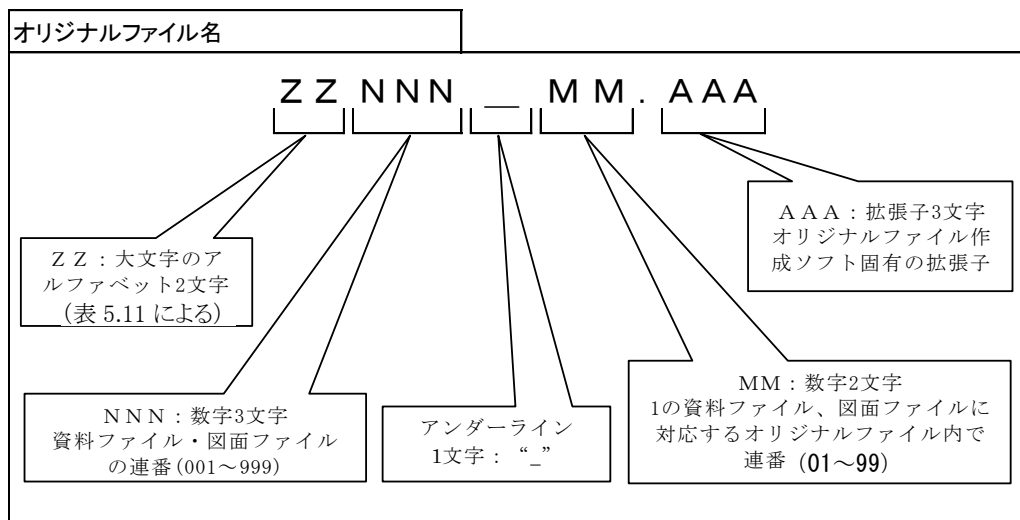 オリジナルファイル名
ＺＺＮＮＮ＿ＭＭ．ＡＡＡ
ＡＡＡ：拡張子3文字
オリジナルファイル作
成ソフト固有の拡張子
ＺＺ：大文字のア
ルファベット2文字
（表 5.11 による）
ＭＭ：数字2文字
1の資料ファイル、図面ファイルに
対応するオリジナルファイル内で
連番（01～99）
ＮＮＮ：数字3文字
資料ファイル・図面ファイル
の連番(001～999)
アンダーライン
1文字： “_”